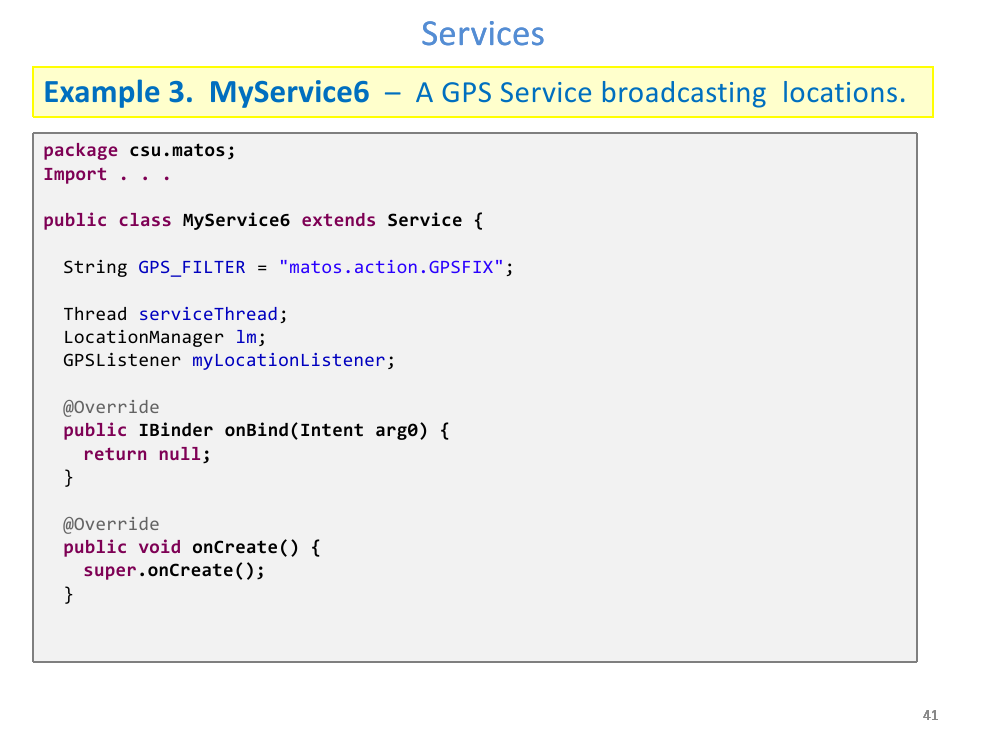 Services
Example 3. MyService6 – A GPS Service broadcasting locations.
package csu.matos;
Import . . .
public class MyService6 extends Service {
String GPS_FILTER = "matos.action.GPSFIX";
Thread serviceThread;
LocationManager lm;
GPSListener myLocationListener;
@Override
public IBinder onBind(Intent arg0) {
return null;
}
@Override
public void onCreate() {
super.onCreate();
}
41